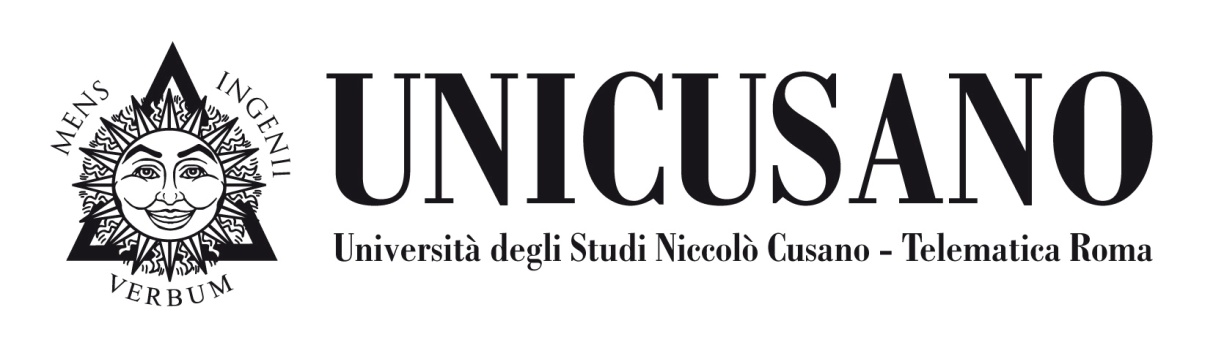 MENS
INGENII
VERBUM
UNICUSANO
Università degli Studi Niccolò Cusano - Telematica Roma